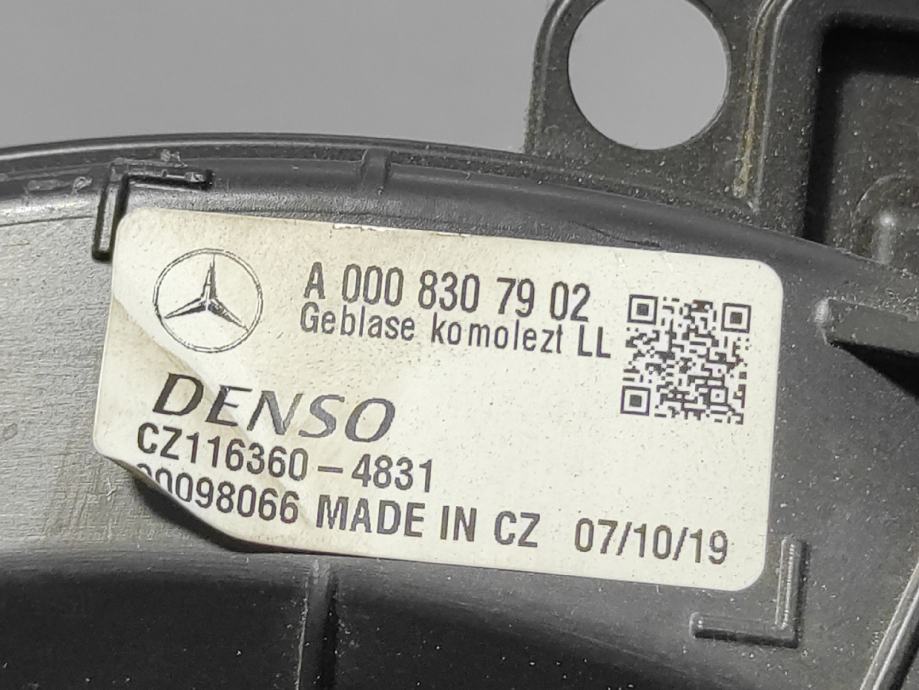 A 000 830 79 02
Geblase komolezt LL
DENSO
CZ116360-4831
00098066 MADE IN CZ 07/10/19